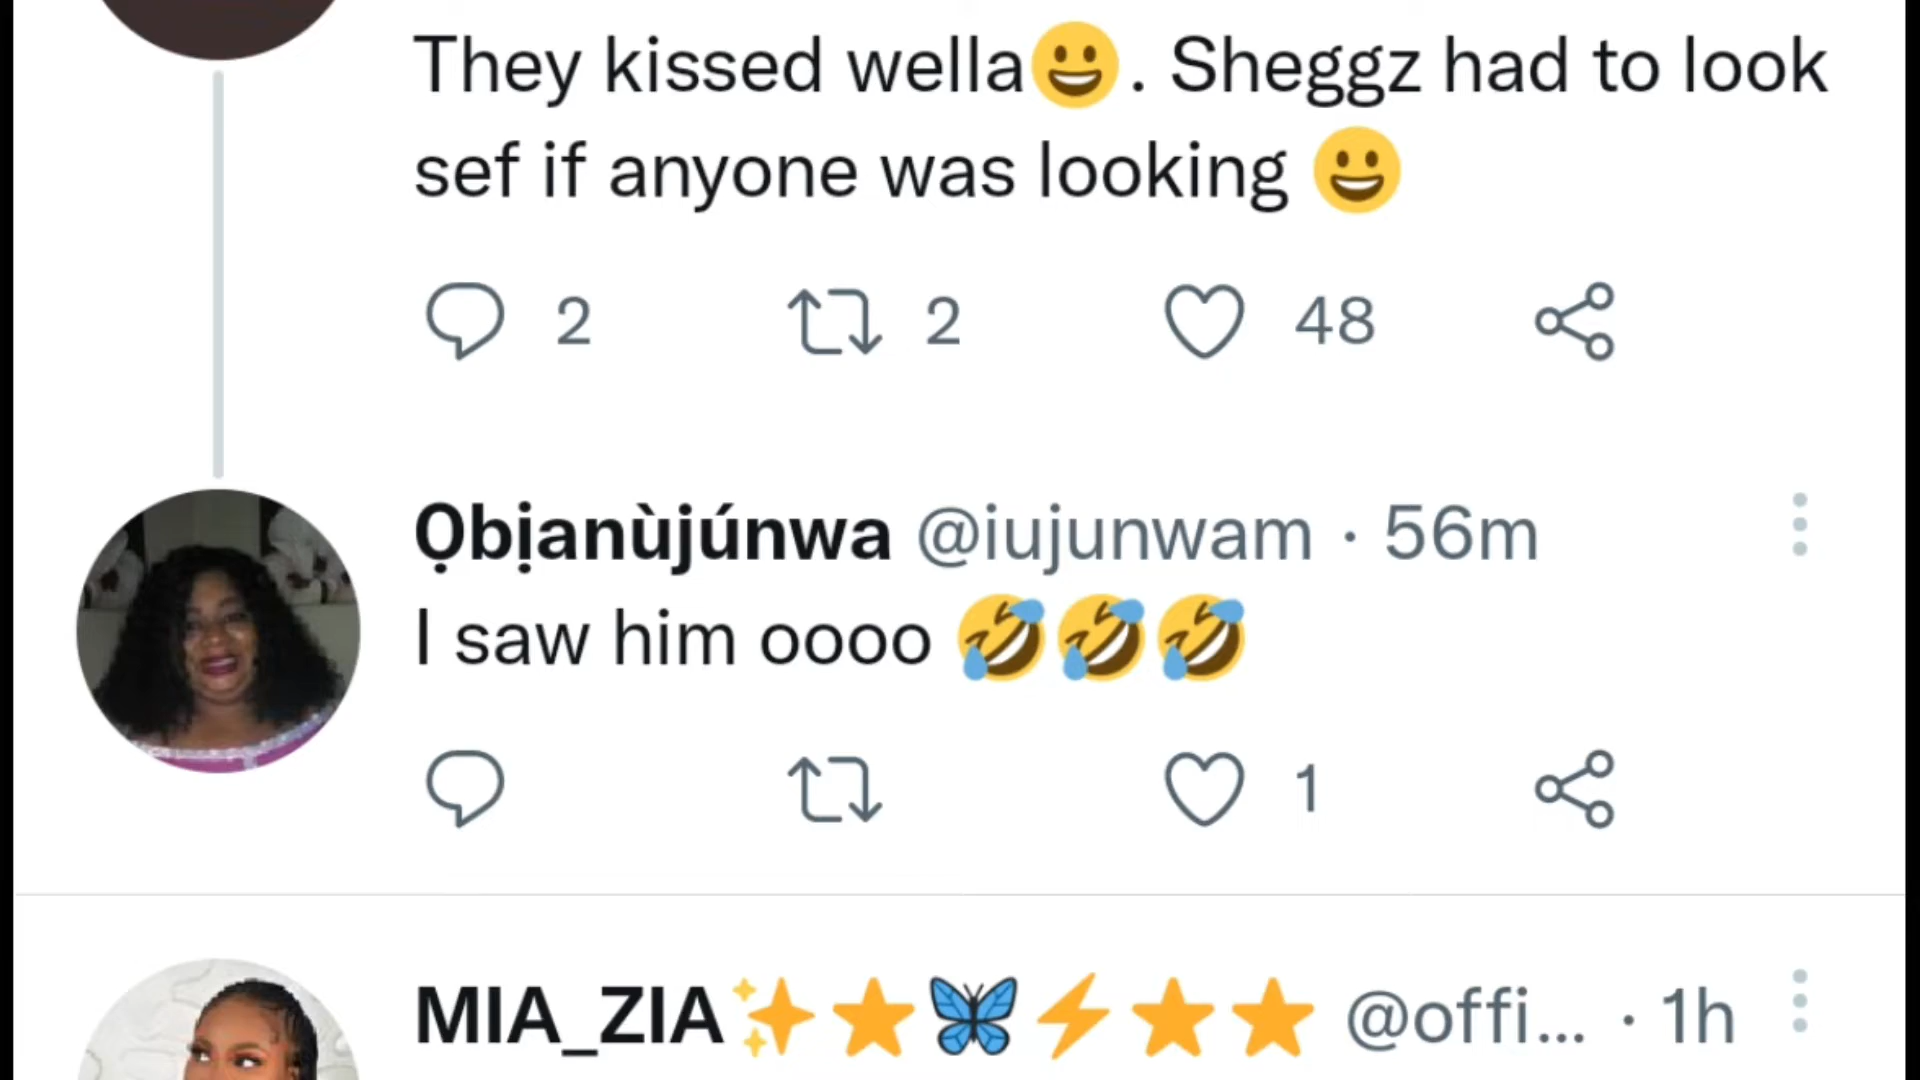 They kissed wella😀. Sheggz had to look
sef if anyone was looking 😀
2 2 48
Ọbịanùjúnwa @iujunwam · 56m
I saw him oooo 🤣🤣🤣
1
MIA_ZIA✨⭐🦋⚡⭐⭐ @offi... · 1h